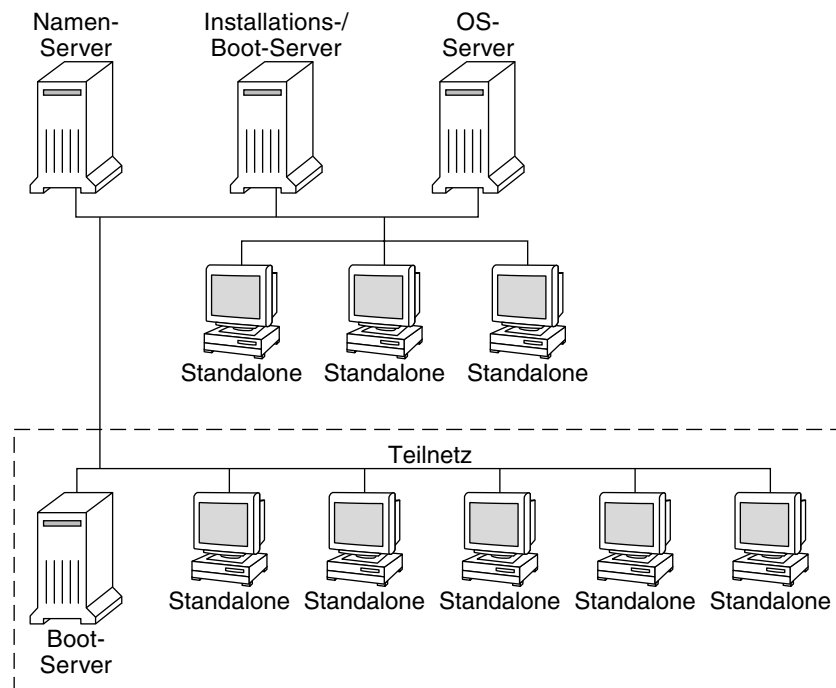 Namen-
Server
Installations-/
Boot-Server
OS-
Server
Standalone
Standalone
Standalone
Teilnetz
Boot-
Server
Standalone
Standalone
Standalone
Standalone
Standalone